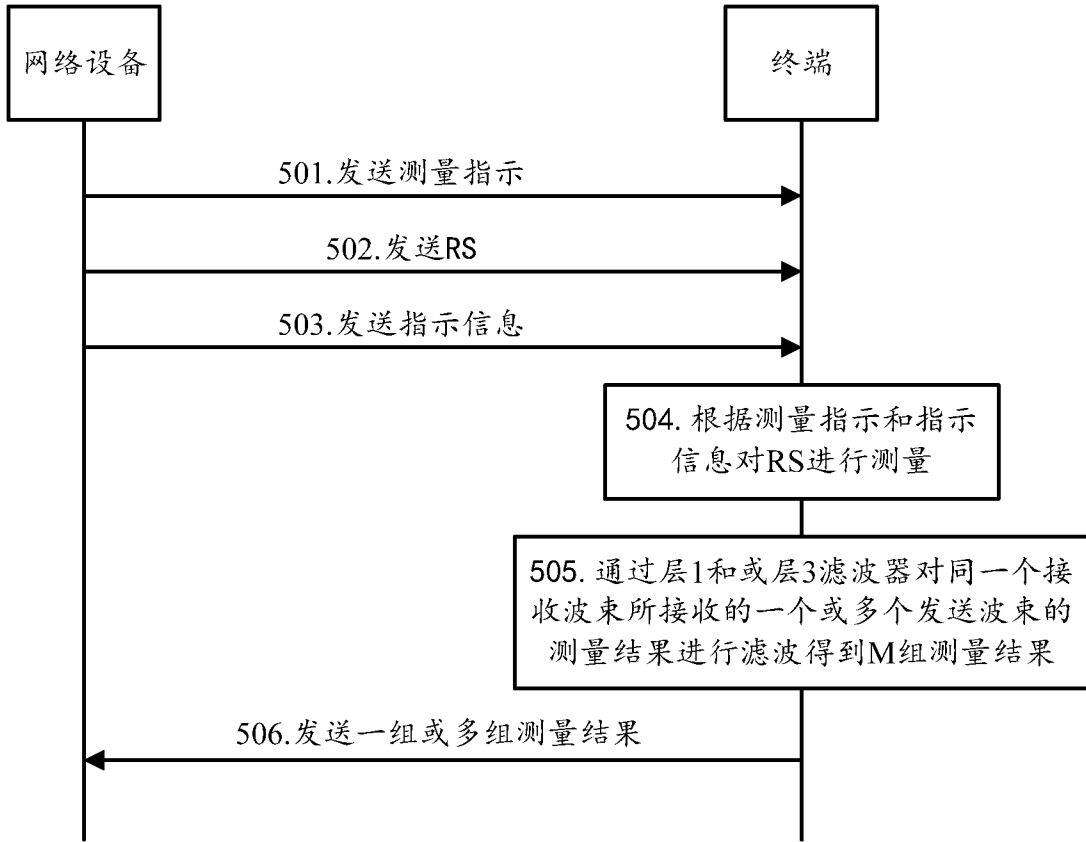 网络设备
终端
501.发送测量指示
502.发送RS
503.发送指示信息
504. 根据测量指示和指示
信息对RS进行测量
505. 通过层1和或层3滤波器对同一个接
收波束所接收的一个或多个发送波束的
测量结果进行滤波得到M组测量结果
506.发送一组或多组测量结果